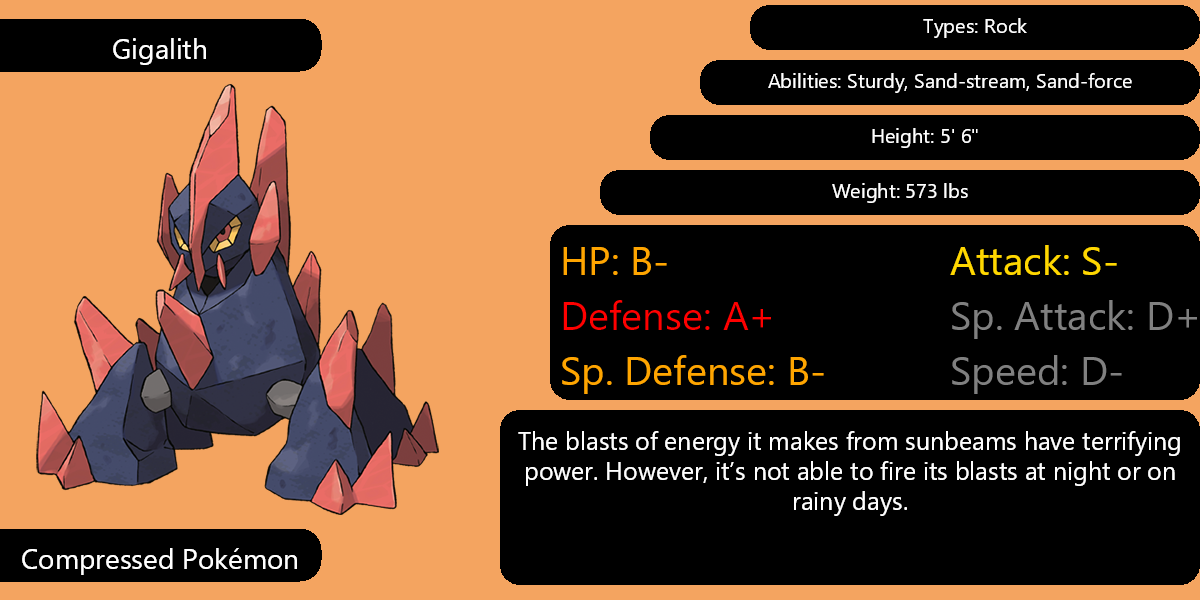 Gigalith
Types: Rock
Abilities: Sturdy, Sand-stream, Sand-force
Height: 5' 6"
Weight: 573 lbs
HP: B-
Attack: S-
Defense: A+
Sp. Attack: D+
Sp. Defense: B-
Speed: D-
The blasts of energy it makes from sunbeams have terrifying
power. However, it’s not able to fire its blasts at night or on
rainy days.
Compressed Pokémon